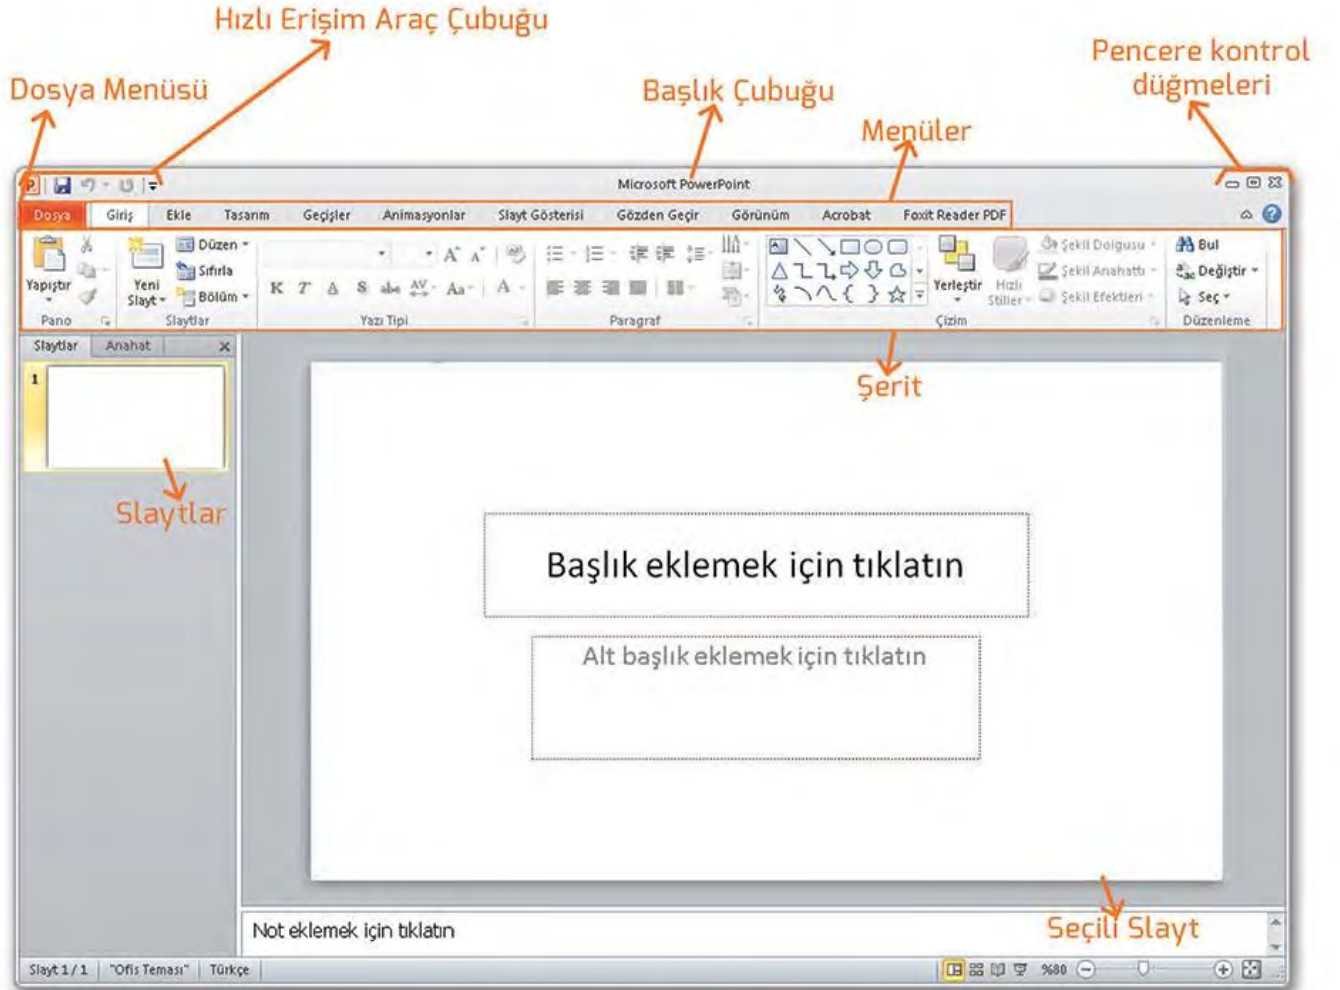 Hızlı Erişim Araç Çubuğu
Pencere kontrol
düğmeleri
Dosya Menüsü
Başlık Çubuğu
Menüler
Microsoft PowerPoint
Dosya Giriş Ekle Tasarım Geçişler Animasyonlar Slayt Gösterisi Gözden Geçir Görünüm Acrobat Foxit Reader PDF
Yapıştır
Yeni
Slayt
Düzen
Sıfırla
Bölüm
K T A S abc AV Aa A
Yerleştir
Hızlı
Stiller
Şekil Dolgusu
Şekil Anahattı
Şekil Efektleri
Bul
Değiştir
Seç
Pano Slaytlar Yazı Tipi Paragraf Çizim Düzenleme
Slaytlar Anahat
Şerit
1
Slaytlar
Başlık eklemek için tıklatın
Alt başlık eklemek için tıklatın
Seçili Slayt
Not eklemek için tıklatın
Slayt 1 / 1 "Ofis Teması" Türkçe %80